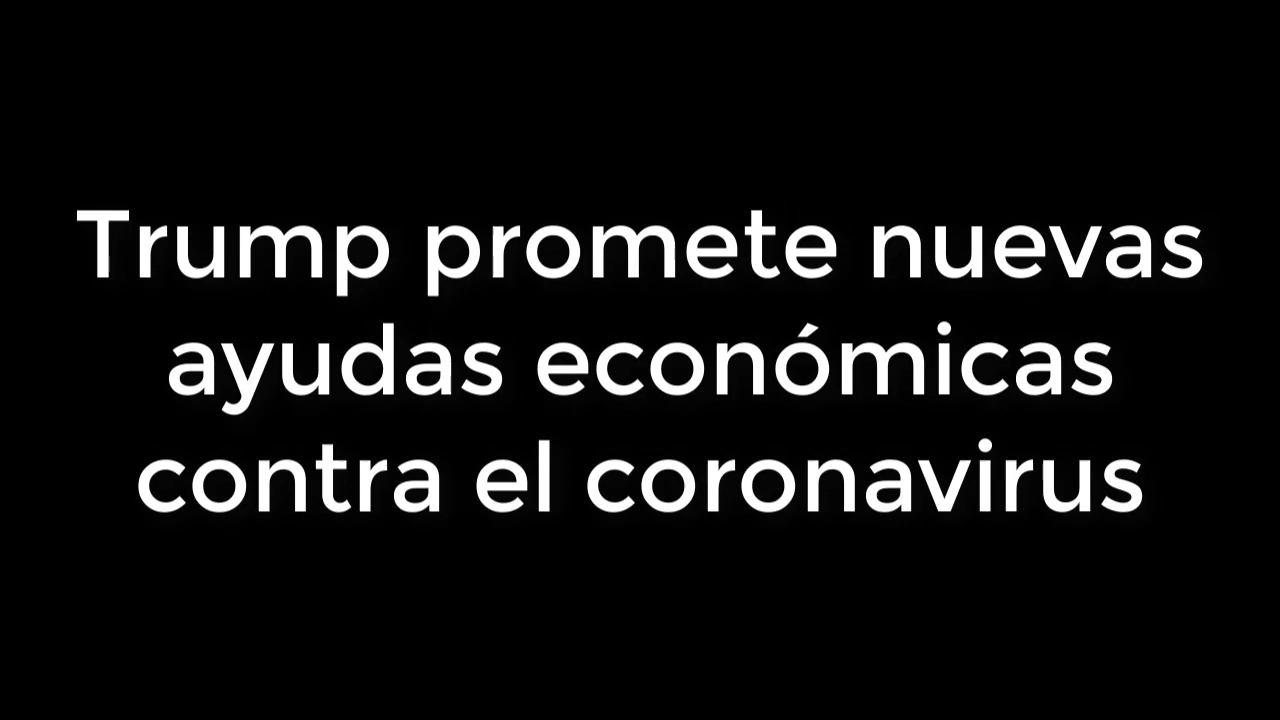 Trump promete nuevas
ayudas económicas
contra el coronavirus